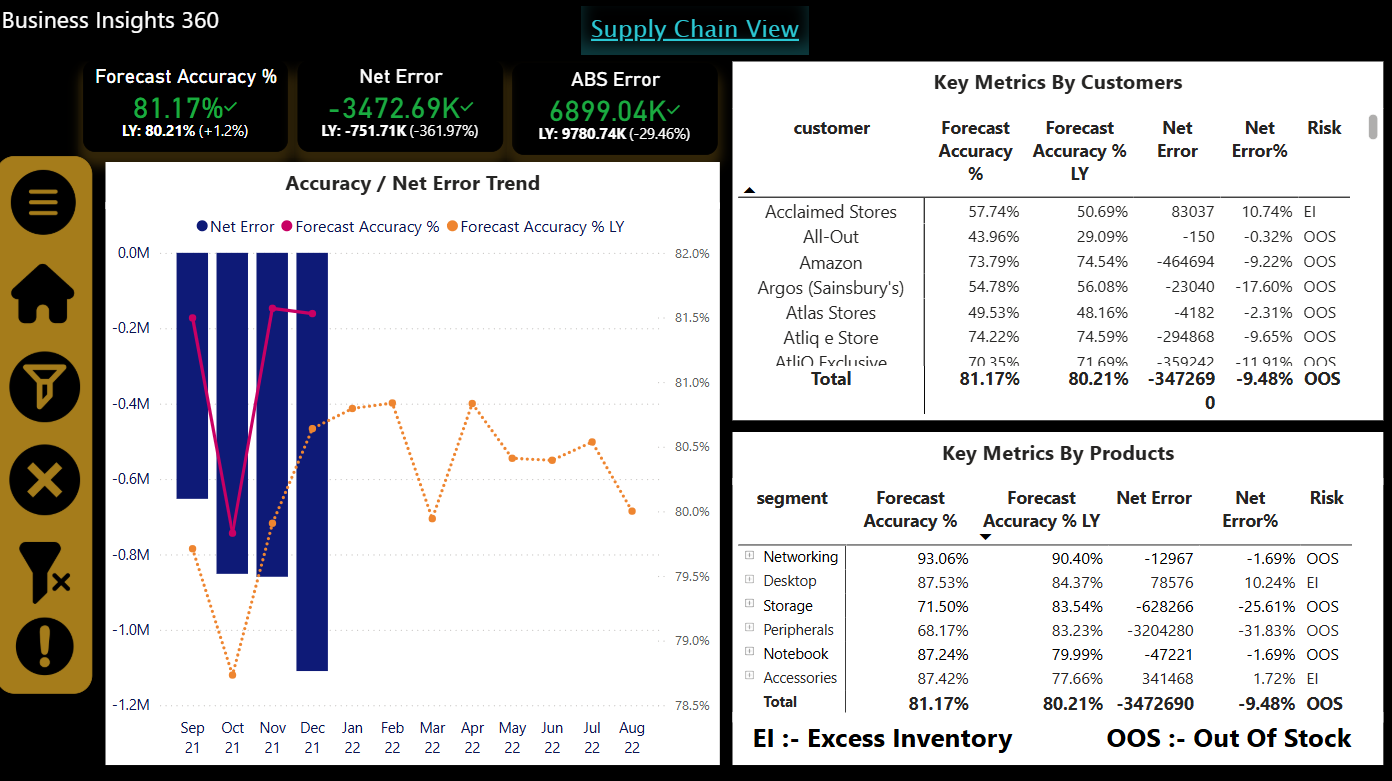 Business Insights 360
Supply Chain View
Forecast Accuracy %
81.17%✓
LY: 80.21% (+1.2%)
Net Error
-3472.69K✓
LY: -751.71K (-361.97%)
ABS Error
6899.04K✓
LY: 9780.74K (-29.46%)
Accuracy / Net Error Trend
Net Error Forecast Accuracy % Forecast Accuracy % LY
0.0M
-0.2M
-0.4M
-0.6M
-0.8M
-1.0M
-1.2M
82.0%
81.5%
81.0%
80.5%
80.0%
79.5%
79.0%
78.5%
Sep Oct Nov Dec Jan Feb Mar Apr May Jun Jul Aug
21 21 21 21 22 22 22 22 22 22 22 22
Key Metrics By Customers
customer Forecast Forecast Net Net Risk
Accuracy Accuracy % Error Error%
% LY
Acclaimed Stores 57.74% 50.69% 83037 10.74% EI
All-Out 43.96% 29.09% -150 -0.32% OOS
Amazon 73.79% 74.54% -464694 -9.22% OOS
Argos (Sainsbury's) 54.78% 56.08% -23040 -17.60% OOS
Atlas Stores 49.53% 48.16% -4182 -2.31% OOS
Atliq e Store 74.22% 74.59% -294868 -9.65% OOS
AtliQ Exclusive 70.35% 71.69% -359242 -11.91% OOS
Total 81.17% 80.21% -347269 -9.48% OOS
0
Key Metrics By Products
segment Forecast Forecast Net Error Net Risk
Accuracy % Accuracy % LY Error%
Networking 93.06% 90.40% -12967 -1.69% OOS
Desktop 87.53% 84.37% 78576 10.24% EI
Storage 71.50% 83.54% -628266 -25.61% OOS
Peripherals 68.17% 83.23% -3204280 -31.83% OOS
Notebook 87.24% 79.99% -47221 -1.69% OOS
Accessories 87.42% 77.66% 341468 1.72% EI
Total 81.17% 80.21% -3472690 -9.48% OOS
EI :- Excess Inventory OOS :- Out Of Stock